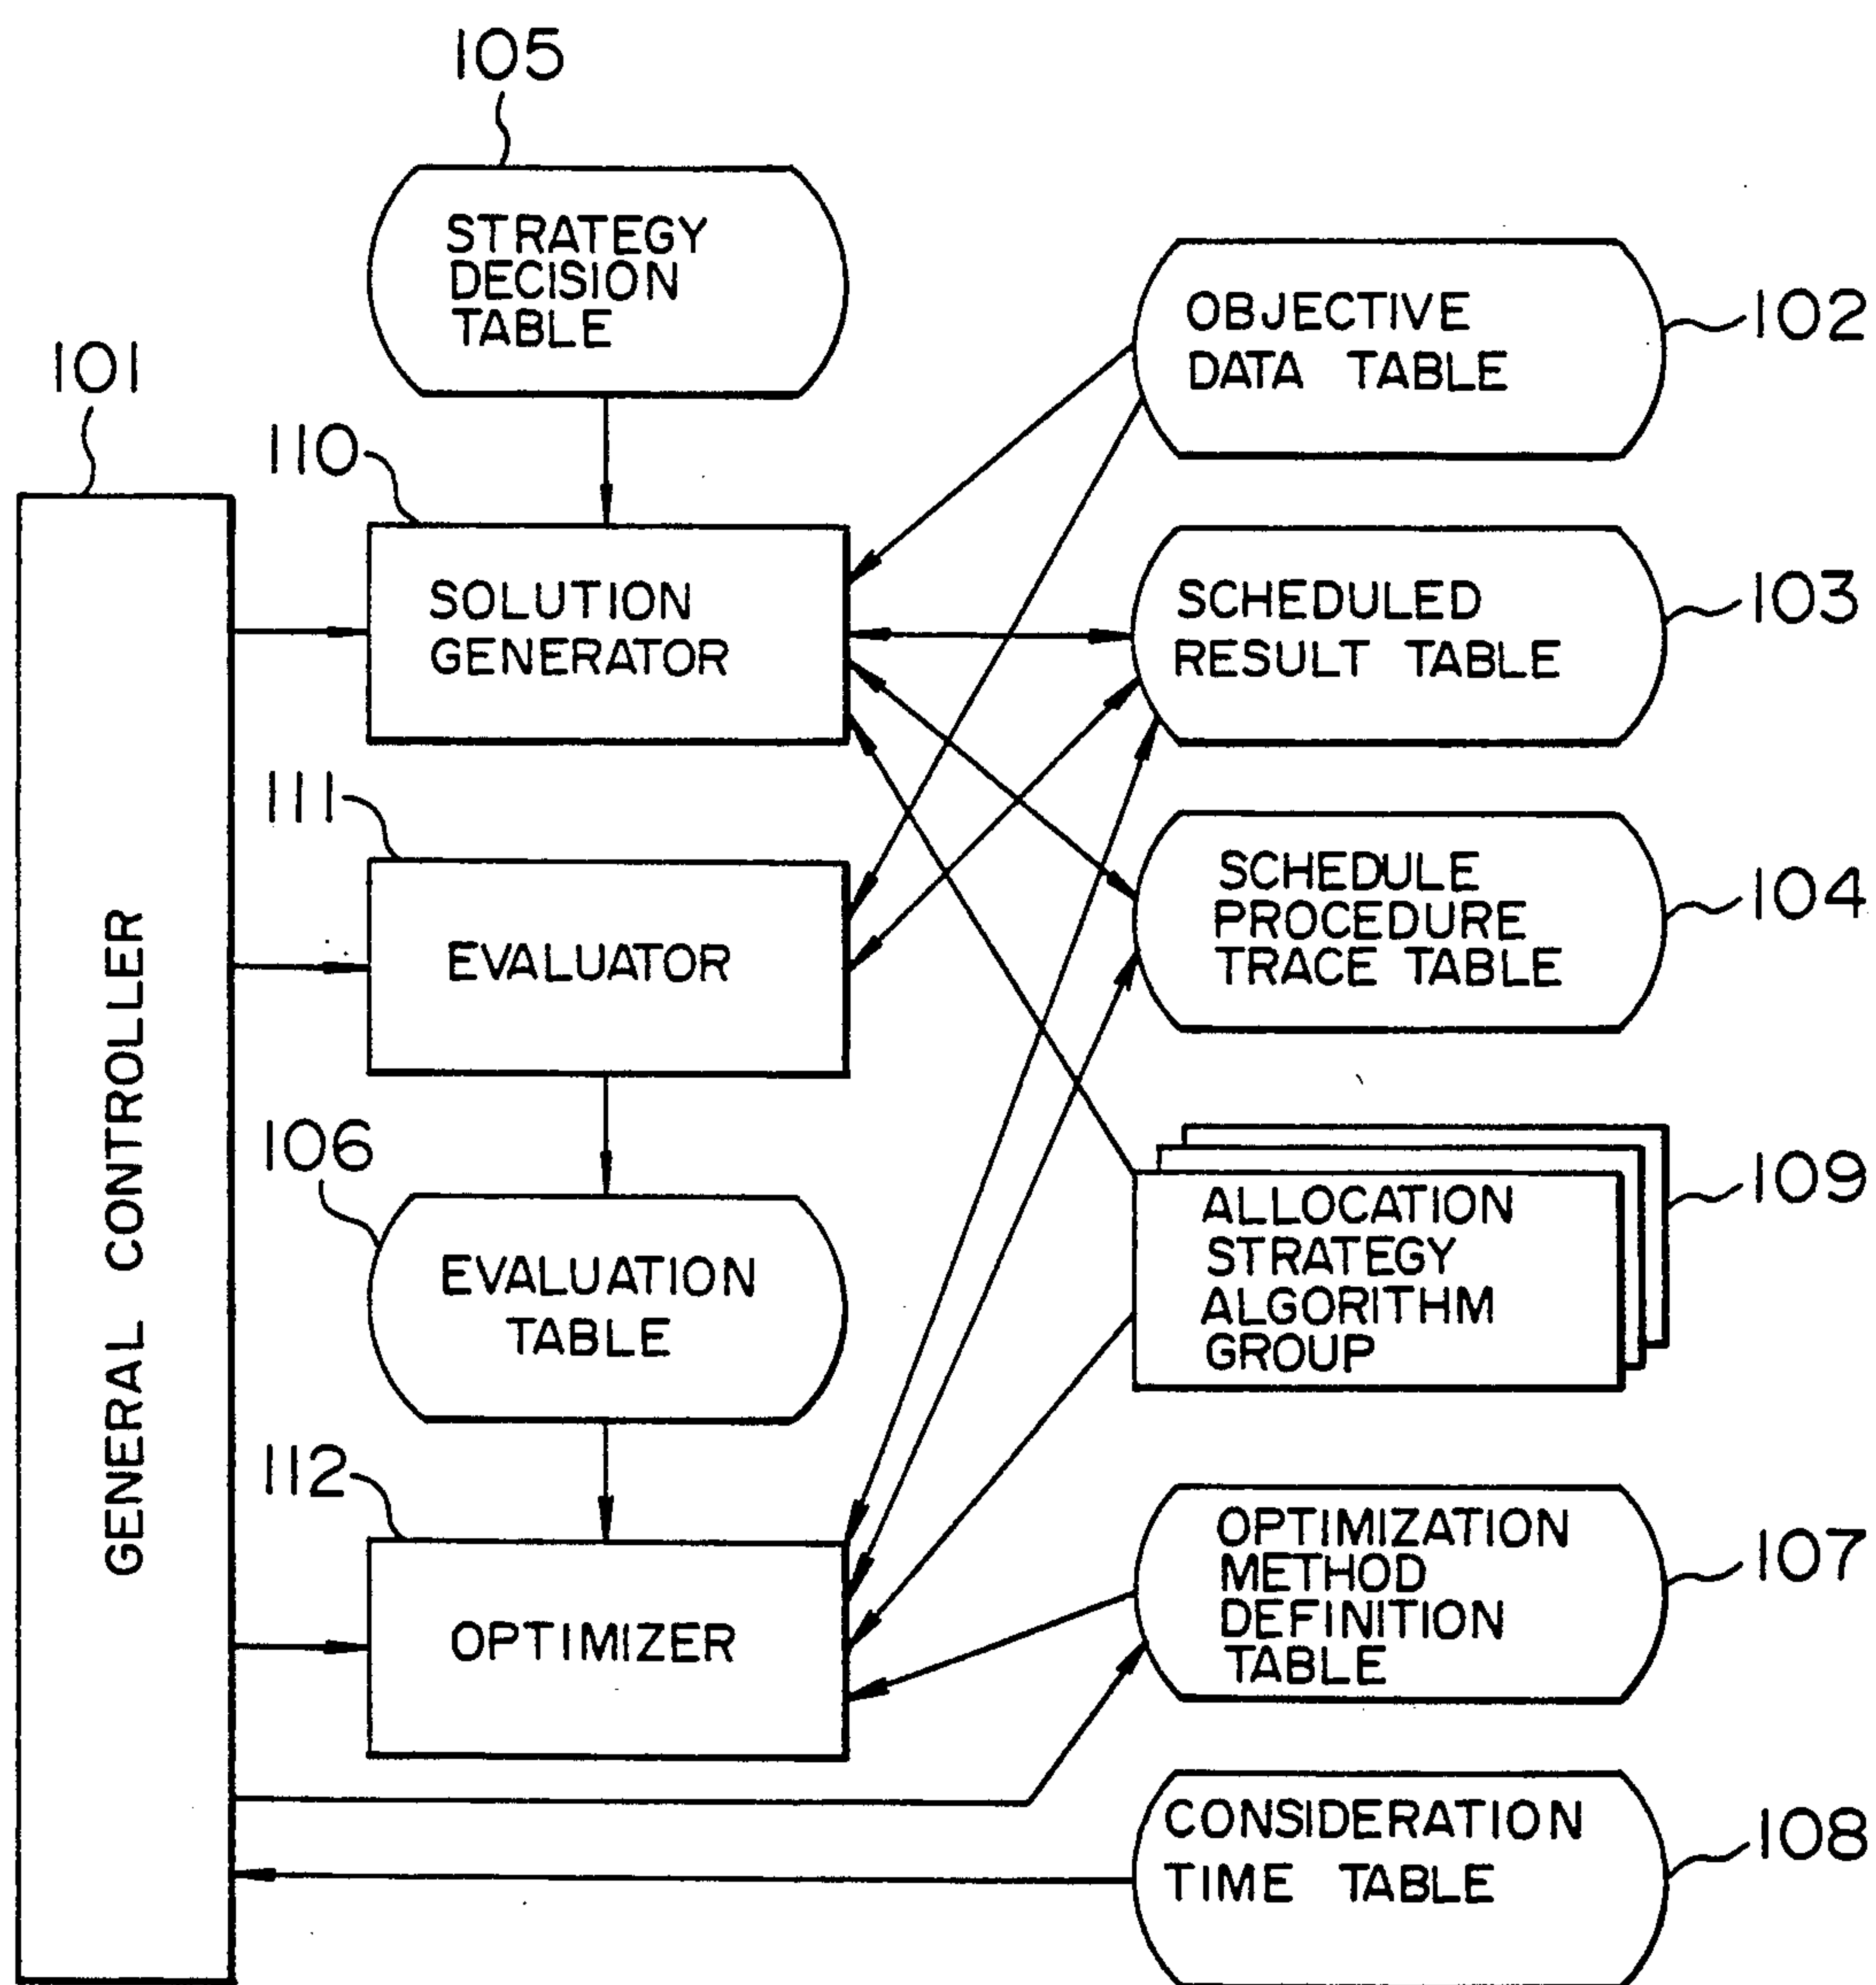 105
STRATEGY
DECISION
TABLE
OBJECTIVE
DATA TABLE
102
101
110
SOLUTION
GENERATOR
SCHEDULED
RESULT TABLE
103
111
EVALUATOR
SCHEDULE
PROCEDURE
TRACE TABLE
104
GENERAL CONTROLLER
106
EVALUATION
TABLE
ALLOCATION
STRATEGY
ALGORITHM
GROUP
109
112
OPTIMIZER
OPTIMIZATION
METHOD
DEFINITION
TABLE
107
CONSIDERATION
TIME TABLE
108